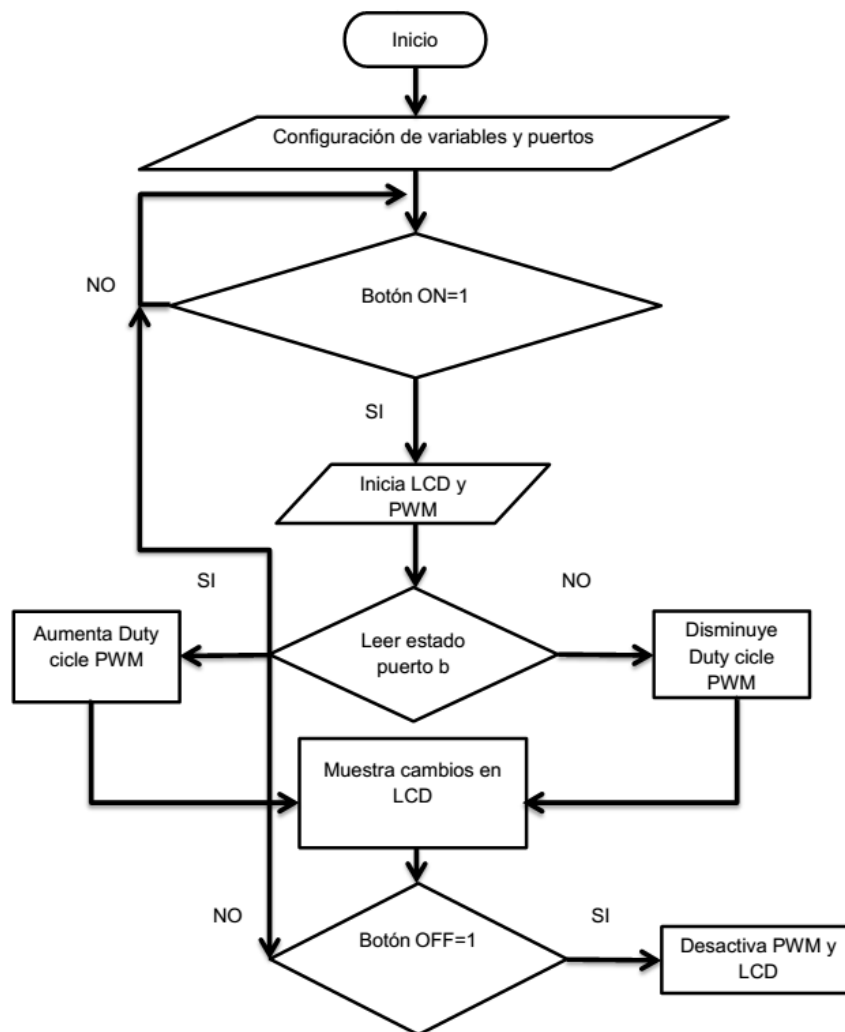 Inicio
Configuración de variables y puertos
NO
Botón ON=1
SI
Inicia LCD y
PWM
SI
NO
Aumenta Duty
cicle PWM
Leer estado
puerto b
Disminuye
Duty cicle
PWM
Muestra cambios en
LCD
NO
Botón OFF=1
SI
Desactiva PWM y
LCD